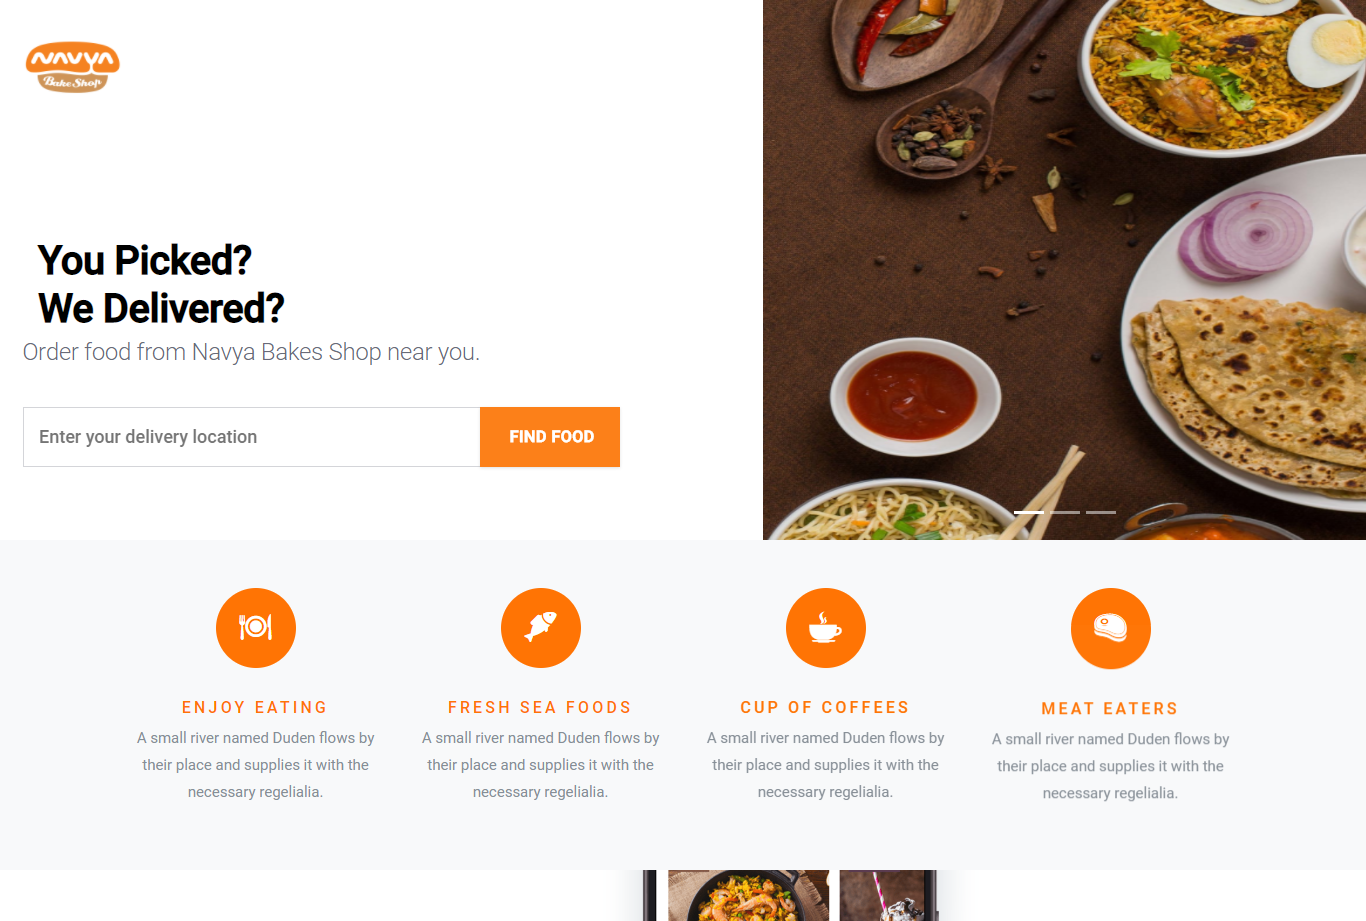 NAVYA
Bake Shop
You Picked?
We Delivered?
Order food from Navya Bakes Shop near you.
Enter your delivery location
FIND FOOD
ENJOY EATING
A small river named Duden flows by
their place and supplies it with the
necessary regelialia.
FRESH SEA FOODS
A small river named Duden flows by
their place and supplies it with the
necessary regelialia.
CUP OF COFFEES
A small river named Duden flows by
their place and supplies it with the
necessary regelialia.
MEAT EATERS
A small river named Duden flows by
their place and supplies it with the
necessary regelialia.